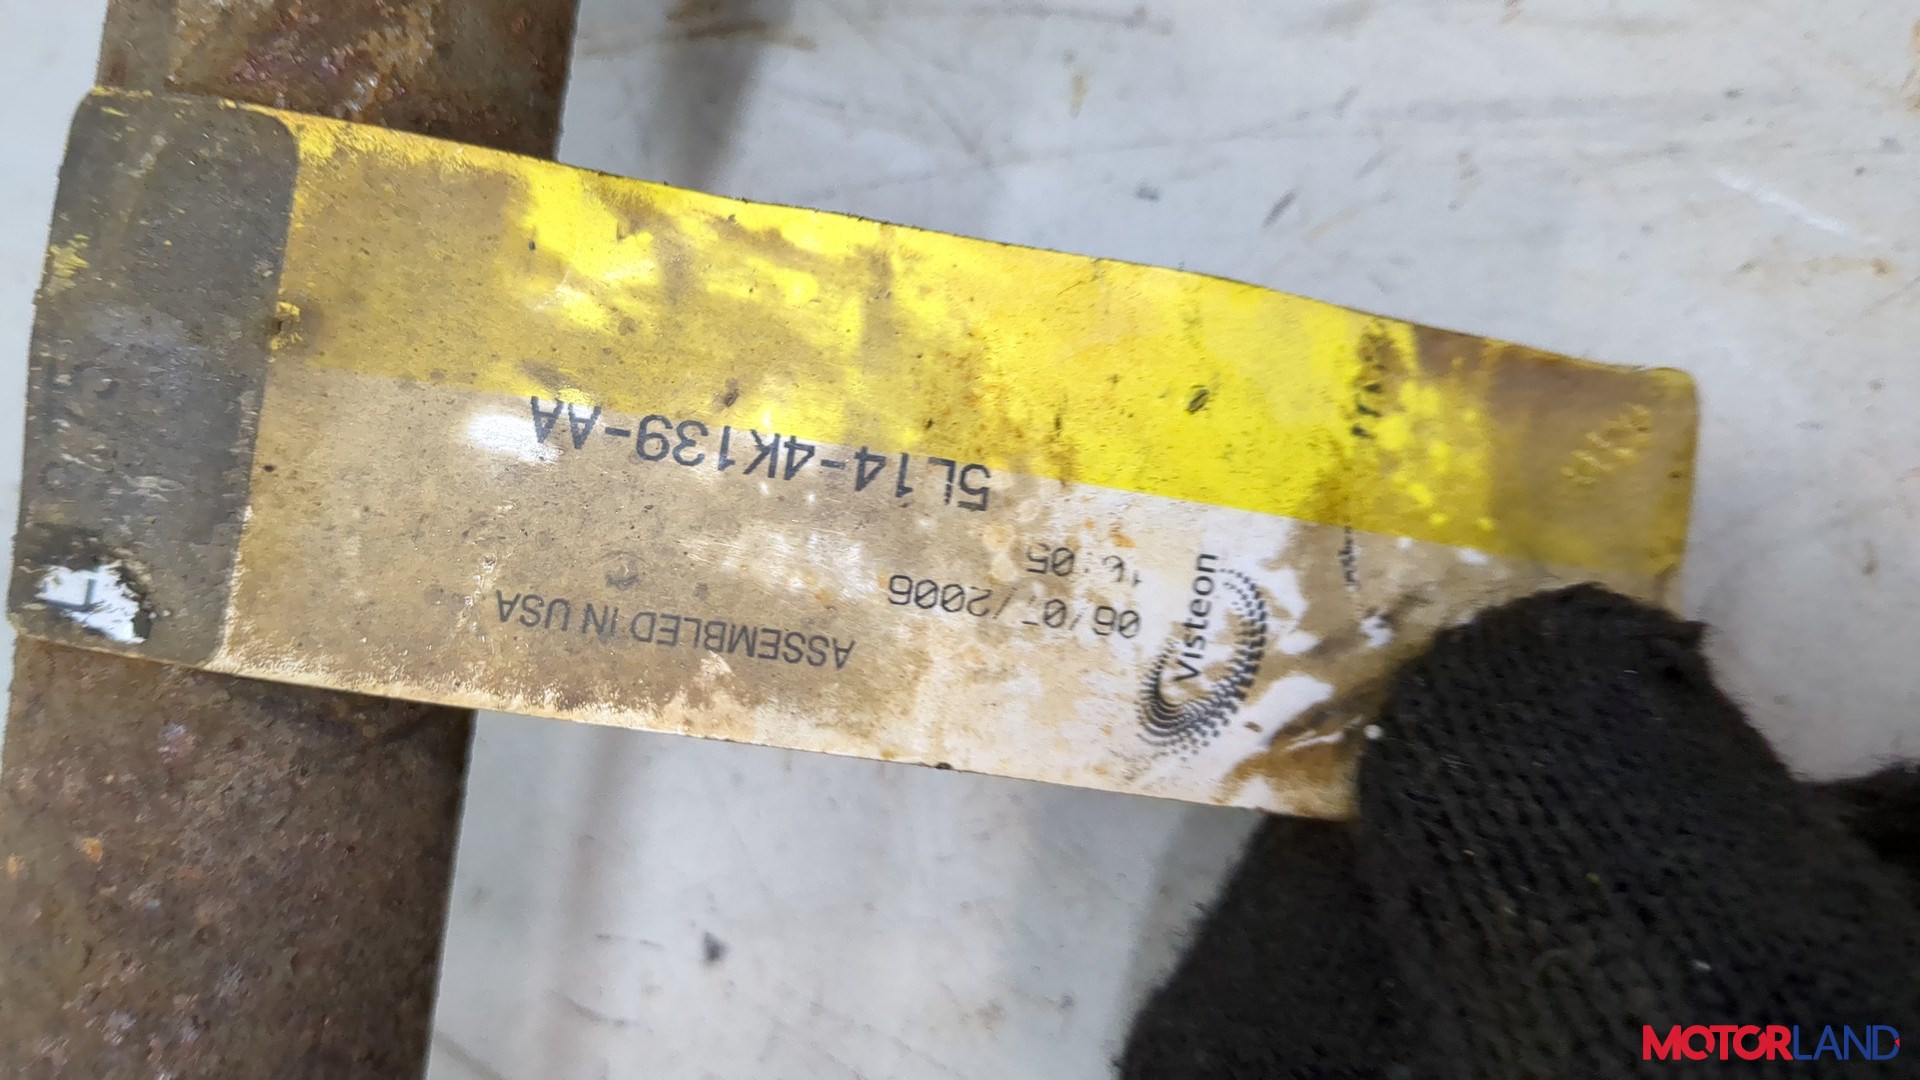 Visteon
06/07/2006
16:05
ASSEMBLED IN USA
5L14-4K139-AA
MOTORLAND